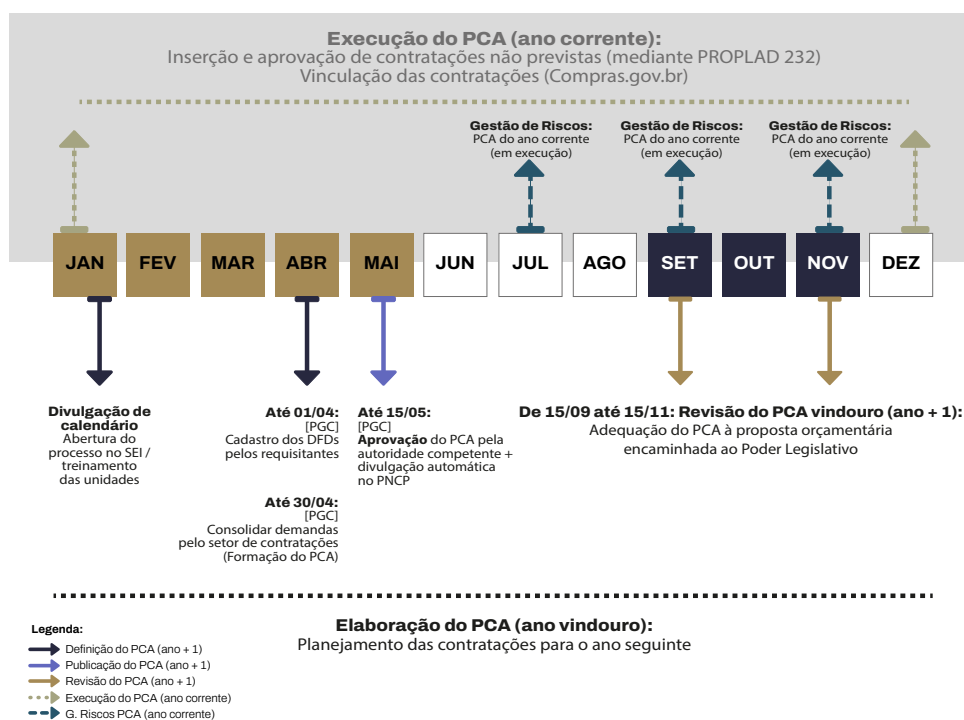 Execução do PCA (ano corrente):
Inserção e aprovação de contratações não previstas (mediante PROPLAD 232)
Vinculação das contratações (Compras.gov.br)
Gestão de Riscos:
PCA do ano corrente
(em execução)
Gestão de Riscos:
PCA do ano corrente
(em execução)
Gestão de Riscos:
PCA do ano corrente
(em execução)
JAN FEV MAR ABR MAI JUN JUL AGO SET OUT NOV DEZ
Divulgação de
calendário
Abertura do
processo no SEI /
treinamento
das unidades
Até 01/04:
[PGC]
Cadastro dos DFDs
pelos requisitantes
Até 30/04:
[PGC]
Consolidar demandas
pelo setor de contratações
(Formação do PCA)
Até 15/05:
[PGC]
Aprovação do PCA pela
autoridade competente +
divulgação automática
no PNCP
De 15/09 até 15/11: Revisão do PCA vindouro (ano + 1):
Adequação do PCA à proposta orçamentária
encaminhada ao Poder Legislativo
Elaboração do PCA (ano vindouro):
Planejamento das contratações para o ano seguinte
Legenda:
Definição do PCA (ano + 1)
Publicação do PCA (ano + 1)
Revisão do PCA (ano + 1)
Execução do PCA (ano corrente)
G. Riscos PCA (ano corrente)